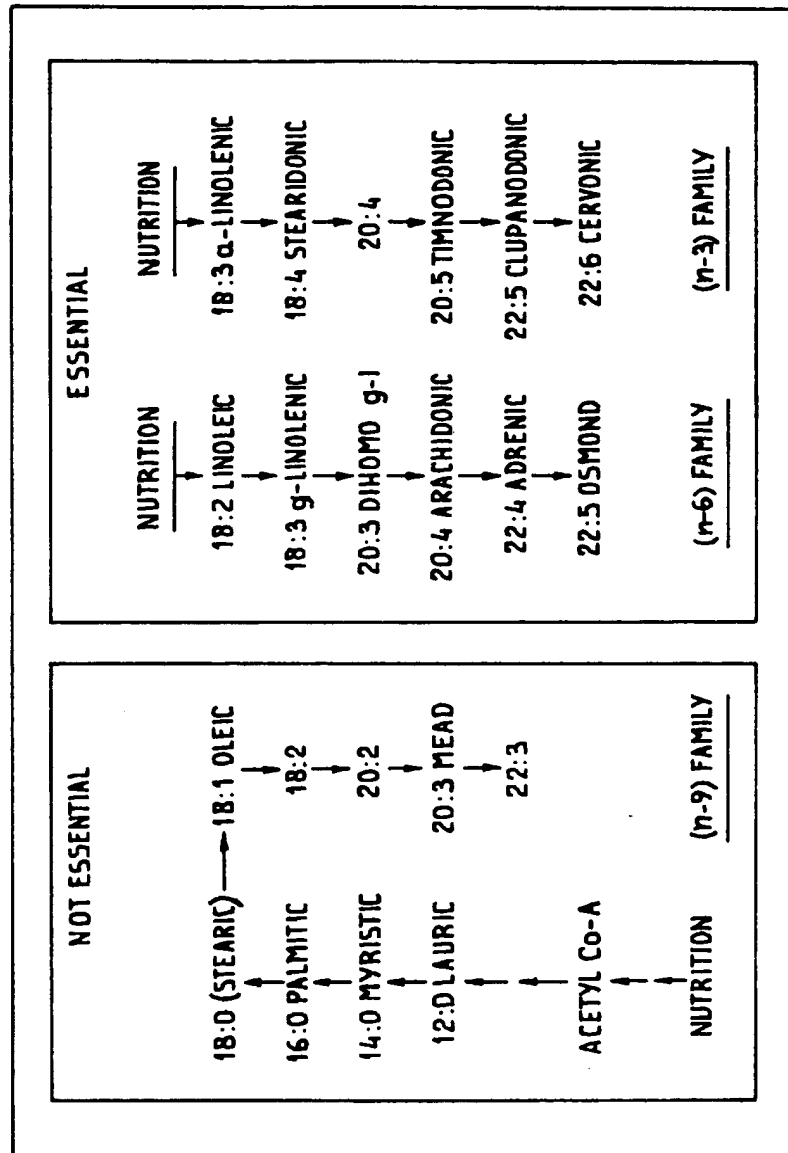 NOT ESSENTIAL
18:0 (STEARIC)
16:0 PALMITIC
14:0 MYRISTIC
12:0 LAURIC
ACETYL Co-A
NUTRITION
18:1 OLEIC
18:2
20:2
20:3 MEAD
22:3
(n-9) FAMILY
ESSENTIAL
NUTRITION
18:2 LINOLEIC
18:3 g-LINOLENIC
20:3 DIHOMO g-l
20:4 ARACHIDONIC
22:4 ADRENIC
22:5 OSMOND
(n-6) FAMILY
NUTRITION
18:3 α-LINOLENIC
18:4 STEARIDONIC
20:4
20:5 TIMNODONIC
22:5 CLUPANODONIC
22:6 CERVONIC
(n-3) FAMILY